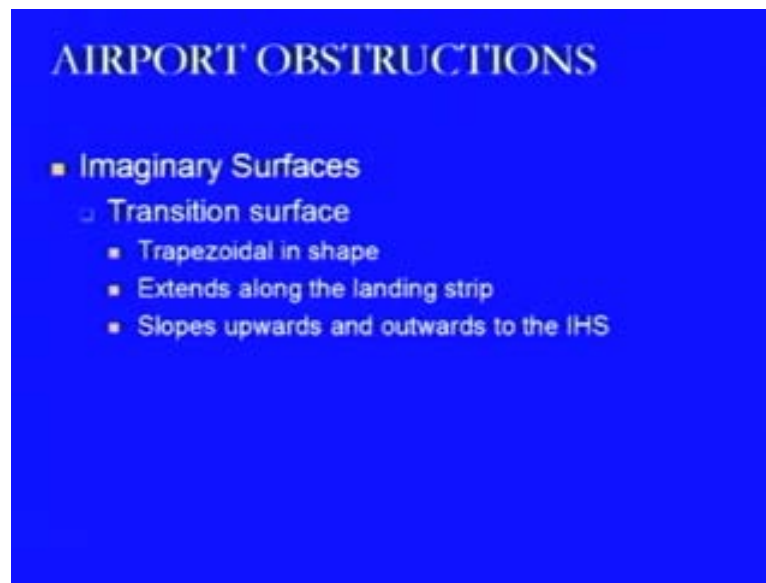 AIRPORT OBSTRUCTIONS
Imaginary Surfaces
Transition surface
Trapezoidal in shape
Extends along the landing strip
Slopes upwards and outwards to the IHS